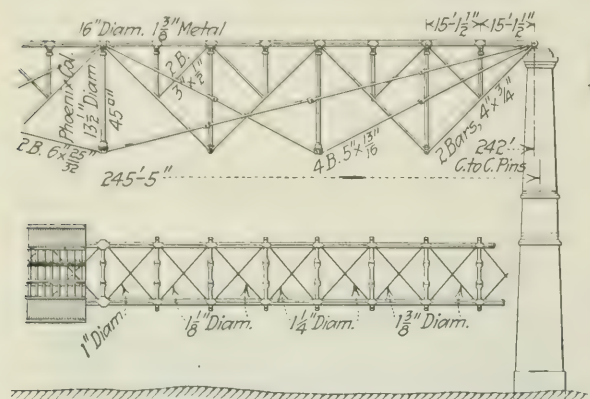 16" Diam. 1 3/8" Metal
15'-1 1/2" 15'-1 1/2"
Phoenix Col.
13 1/2" Diam
45□"
2 B.
3" x 1/2"
2 B. 6" x 25/32"
4 B. 5" x 13/16"
2 Bars, 4" x 3/4"
242'
C. to C. Pins
245'-5"
1" Diam.
1 1/8" Diam.
1 1/4" Diam.
1 3/8" Diam.